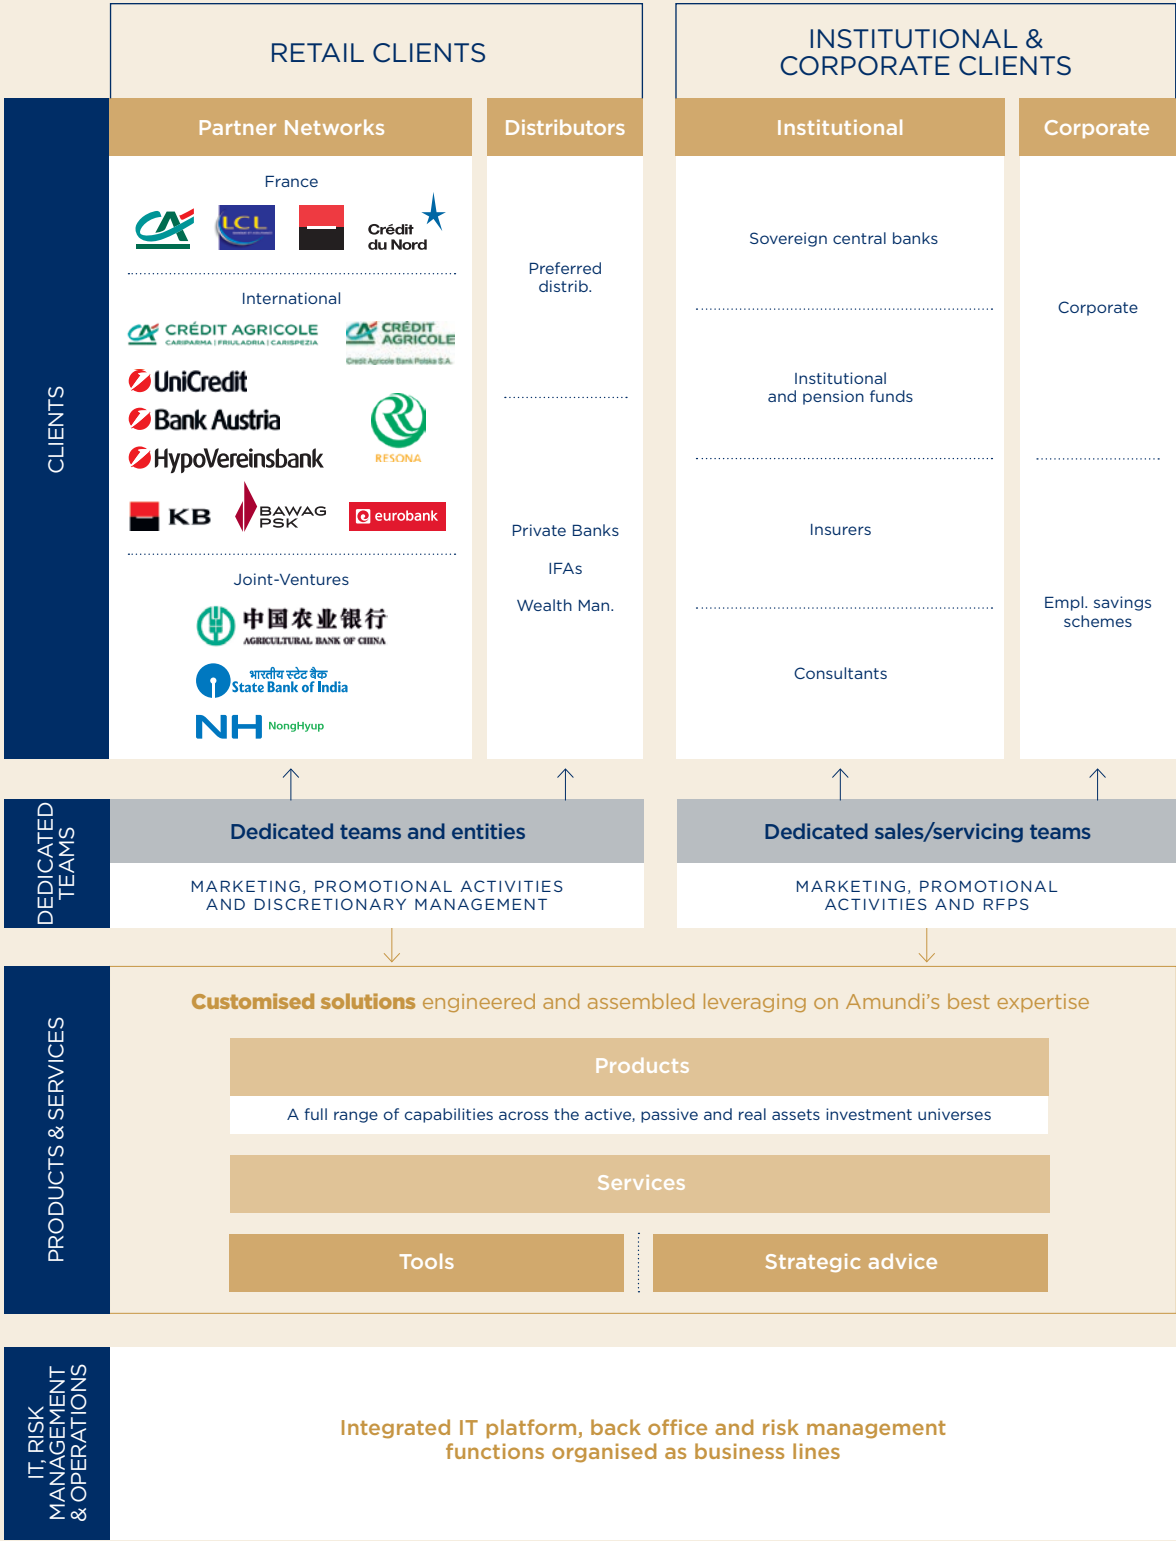 RETAIL CLIENTS
INSTITUTIONAL &
CORPORATE CLIENTS
CLIENTS
Partner Networks
Distributors
Institutional
Corporate
France
CA
LCL
Crédit
du Nord
International
CRÉDIT AGRICOLE
CARIPARMA | FRIULADRIA | CARISPEZIA
CRÉDIT
AGRICOLE
Crédit Agricole Bank Polska S.A.
UniCredit
Bank Austria
HypoVereinsbank
RESONA
KB
BAWAG
PSK
eurobank
Joint-Ventures
中国农业银行
AGRICULTURAL BANK OF CHINA
भारतीय स्टेट बैंक
State Bank of India
NH NongHyup
Preferred
distrib.
Private Banks
IFAs
Wealth Man.
Sovereign central banks
Institutional
and pension funds
Insurers
Consultants
Corporate
Empl. savings
schemes
DEDICATED
TEAMS
Dedicated teams and entities
MARKETING, PROMOTIONAL ACTIVITIES
AND DISCRETIONARY MANAGEMENT
Dedicated sales/servicing teams
MARKETING, PROMOTIONAL
ACTIVITIES AND RFPS
PRODUCTS & SERVICES
Customised solutions engineered and assembled leveraging on Amundi's best expertise
Products
A full range of capabilities across the active, passive and real assets investment universes
Services
Tools
Strategic advice
IT, RISK
MANAGEMENT
& OPERATIONS
Integrated IT platform, back office and risk management
functions organised as business lines